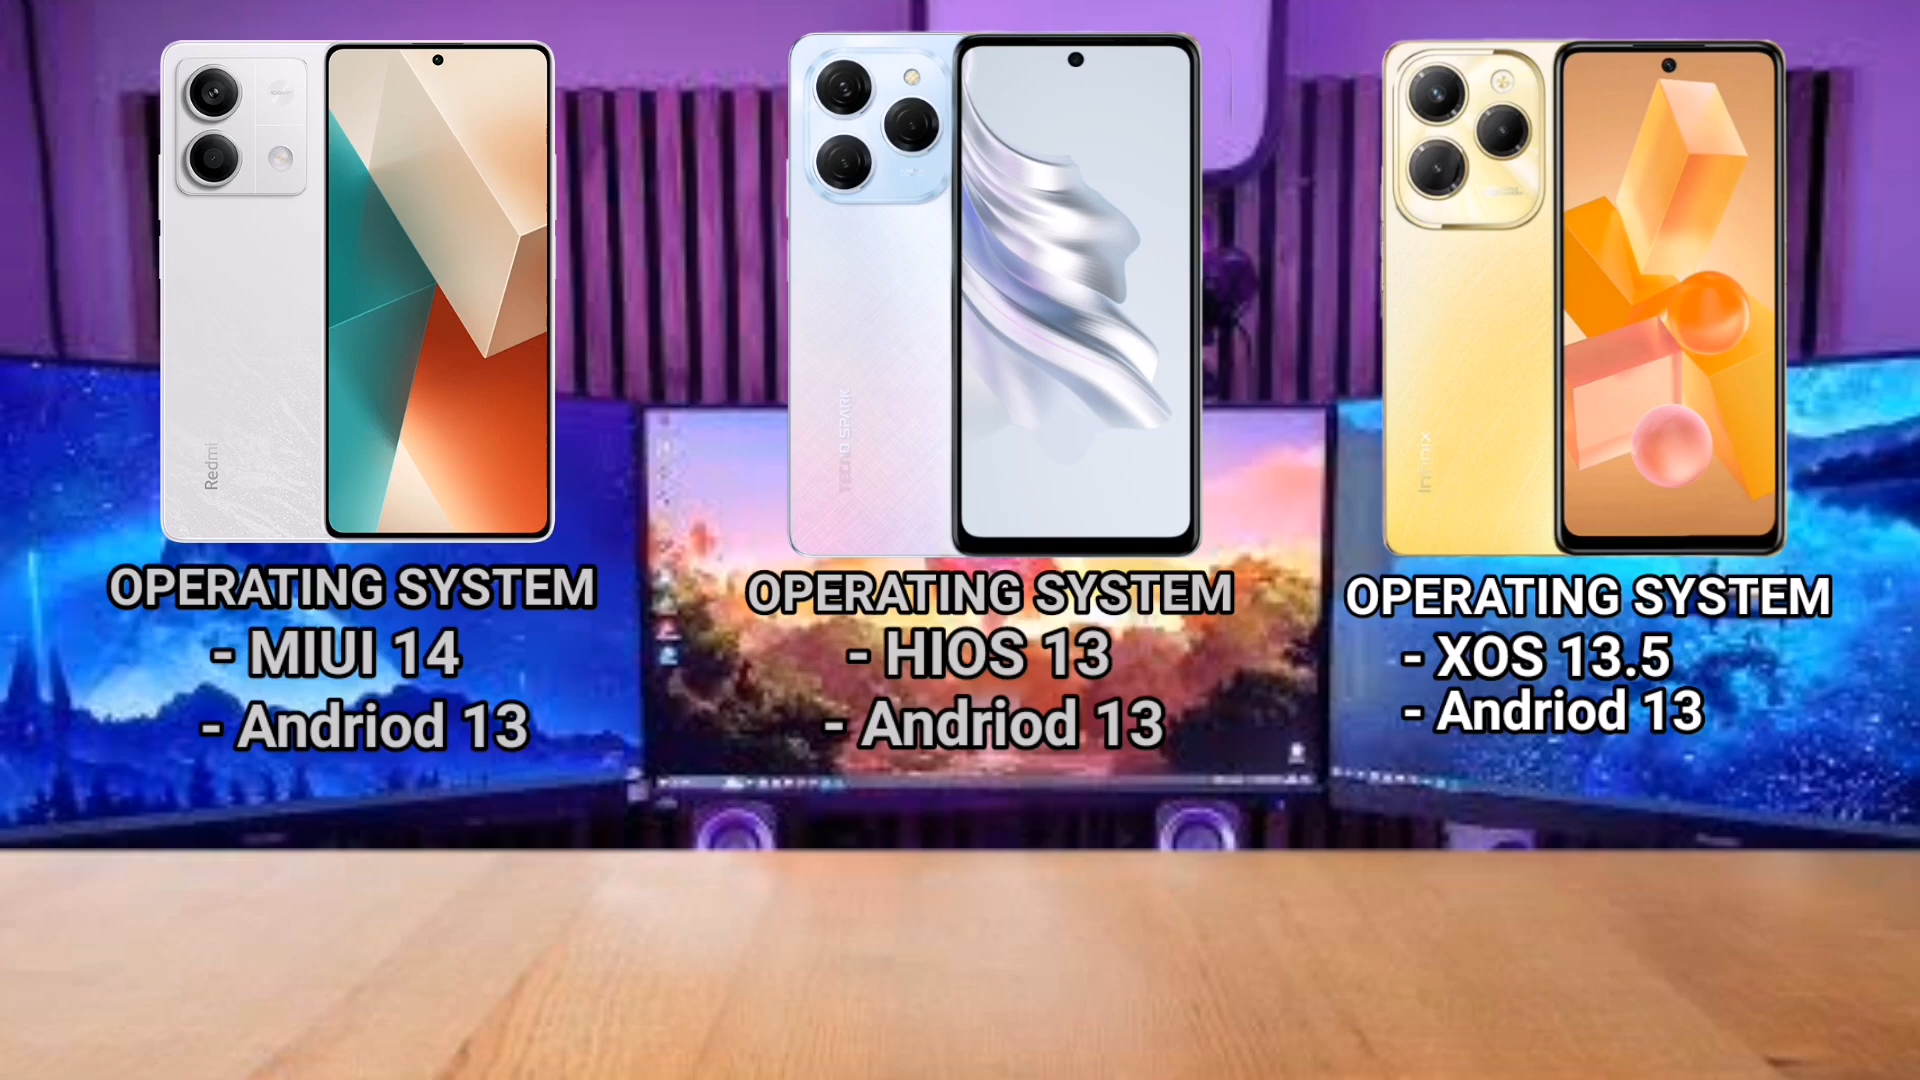 Redmi
OPERATING SYSTEM
- MIUI 14
- Andriod 13
TECNO SPARK
OPERATING SYSTEM
- HIOS 13
- Andriod 13
Infinix
OPERATING SYSTEM
- XOS 13.5
- Andriod 13